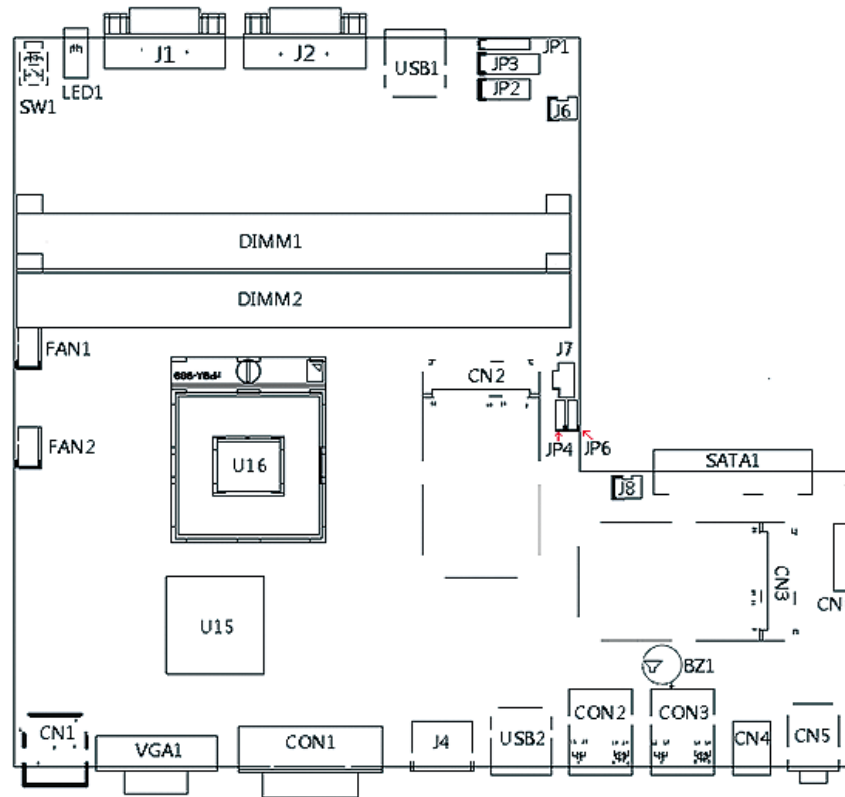 J1
J2
USB1
JP1
JP3
JP2
J6
SW1
LED1
DIMM1
DIMM2
FAN1
J7
CN2
FAN2
U16
JP4
JP6
SATA1
J8
CN3
CN
U15
BZ1
CN1
VGA1
CON1
J4
USB2
CON2
CON3
CN4
CN5